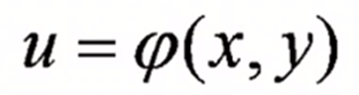 u = φ(x, y)